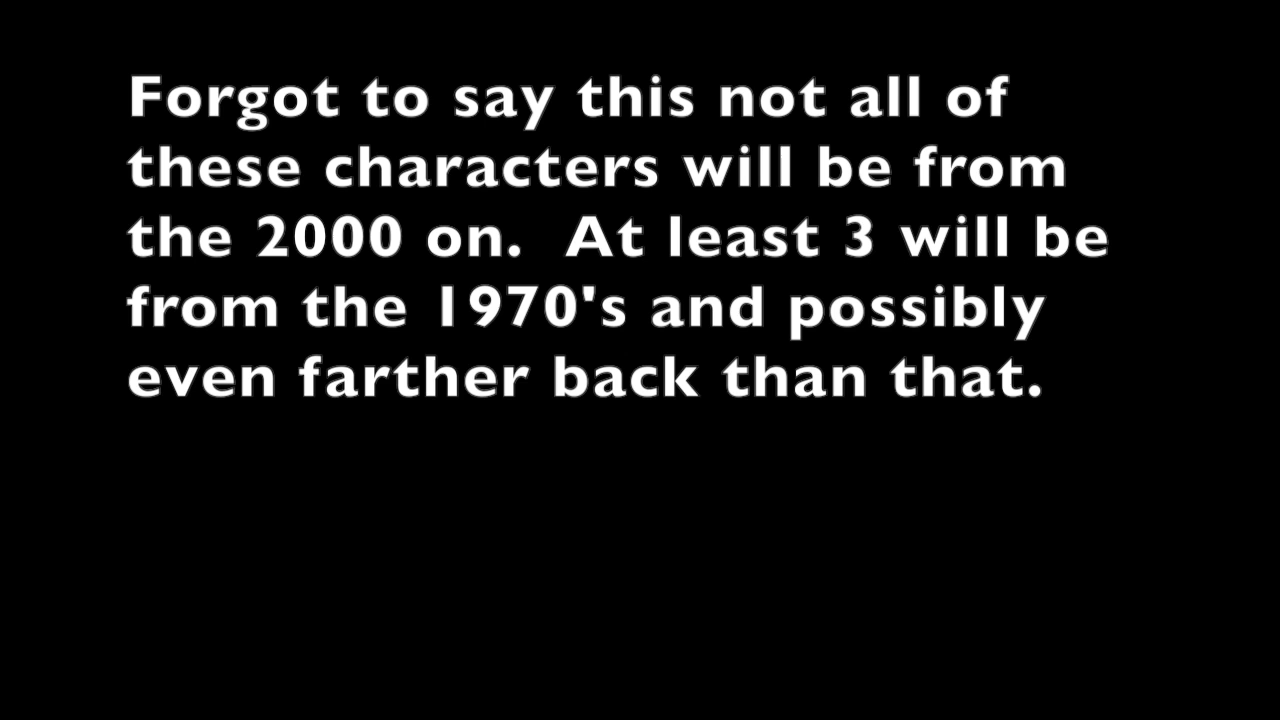 Forgot to say this not all of
these characters will be from
the 2000 on.  At least 3 will be
from the 1970's and possibly
even farther back than that.